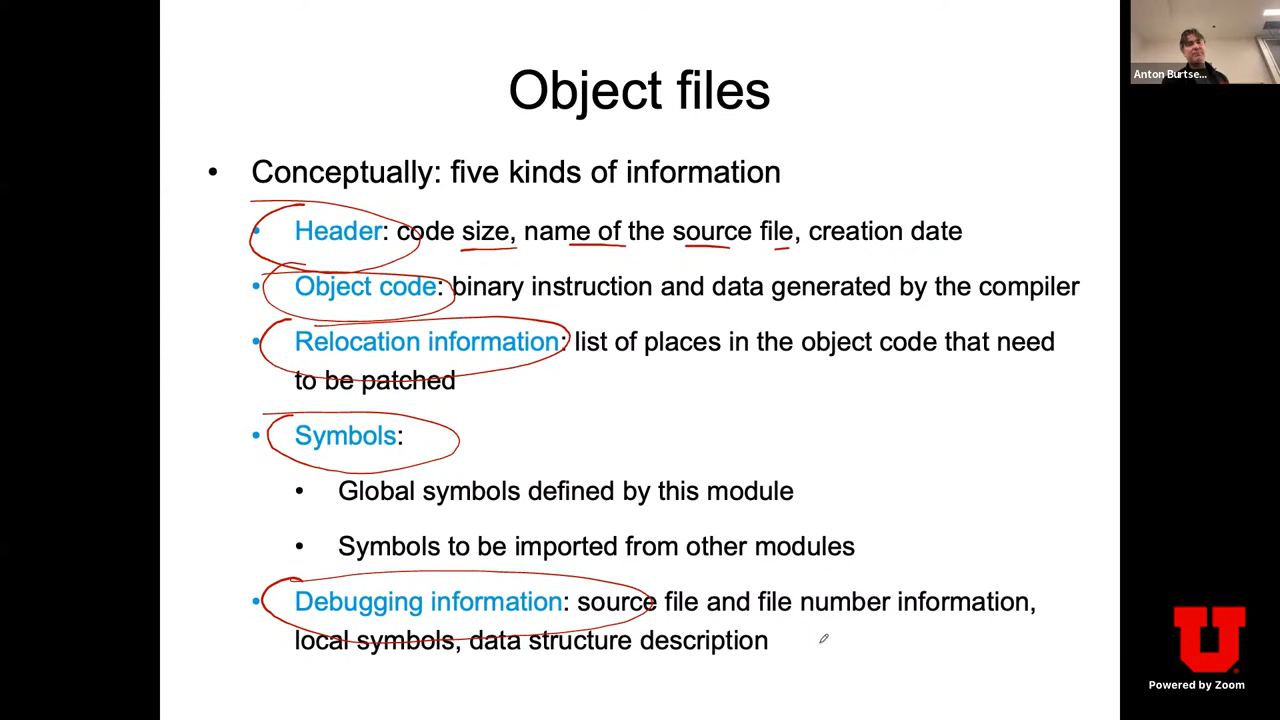 Object files
• Conceptually: five kinds of information
• Header: code size, name of the source file, creation date
• Object code: binary instruction and data generated by the compiler
• Relocation information: list of places in the object code that need
to be patched
• Symbols:
• Global symbols defined by this module
• Symbols to be imported from other modules
• Debugging information: source file and file number information,
local symbols, data structure description
Anton Burtse...
U
Powered by Zoom